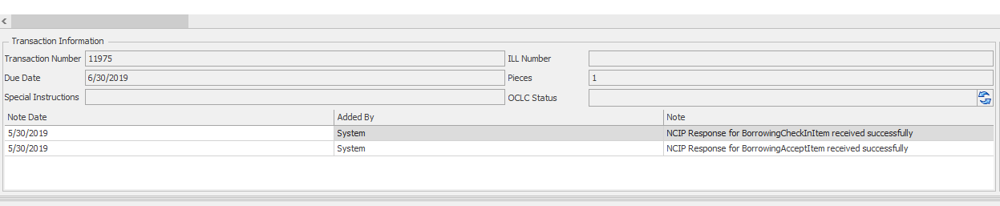 Transaction Information
Transaction Number 11975 ILL Number
Due Date 6/30/2019 Pieces 1
Special Instructions OCLC Status
Note Date Added By Note
5/30/2019 System NCIP Response for BorrowingCheckInItem received successfully
5/30/2019 System NCIP Response for BorrowingAcceptItem received successfully